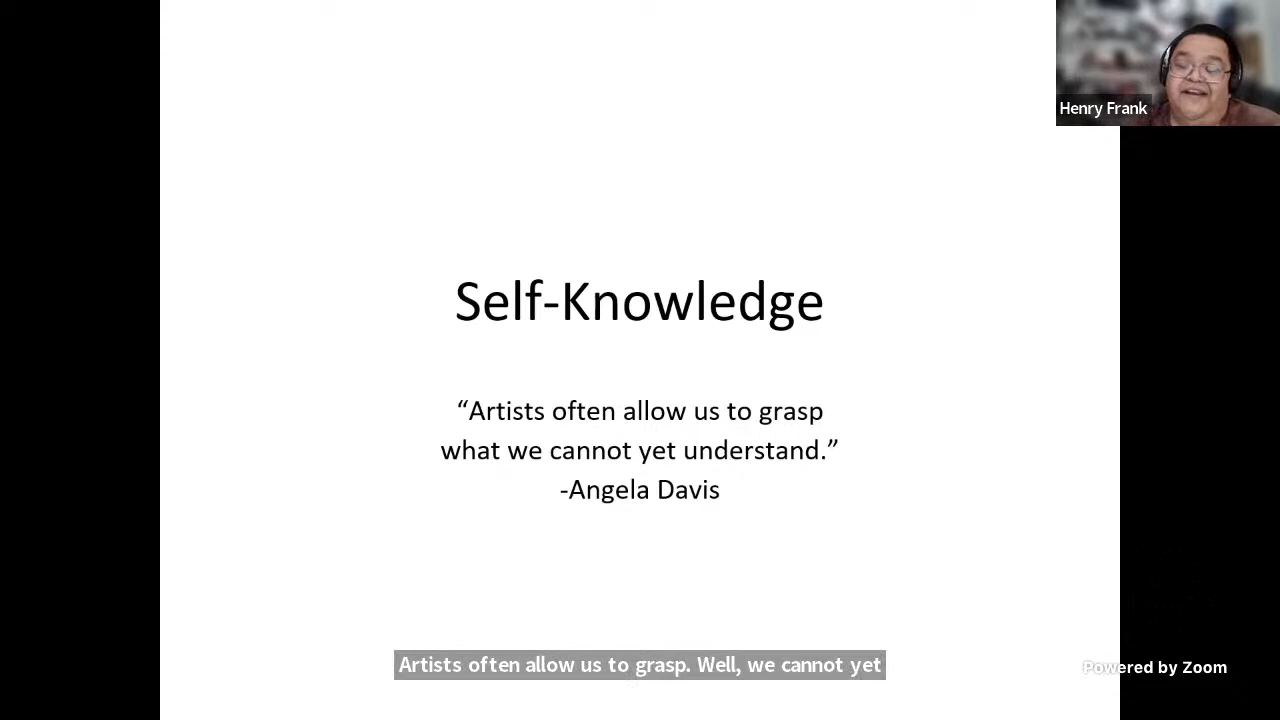 Henry Frank
Self-Knowledge
“Artists often allow us to grasp
what we cannot yet understand.”
-Angela Davis
Artists often allow us to grasp. Well, we cannot yet
Powered by Zoom